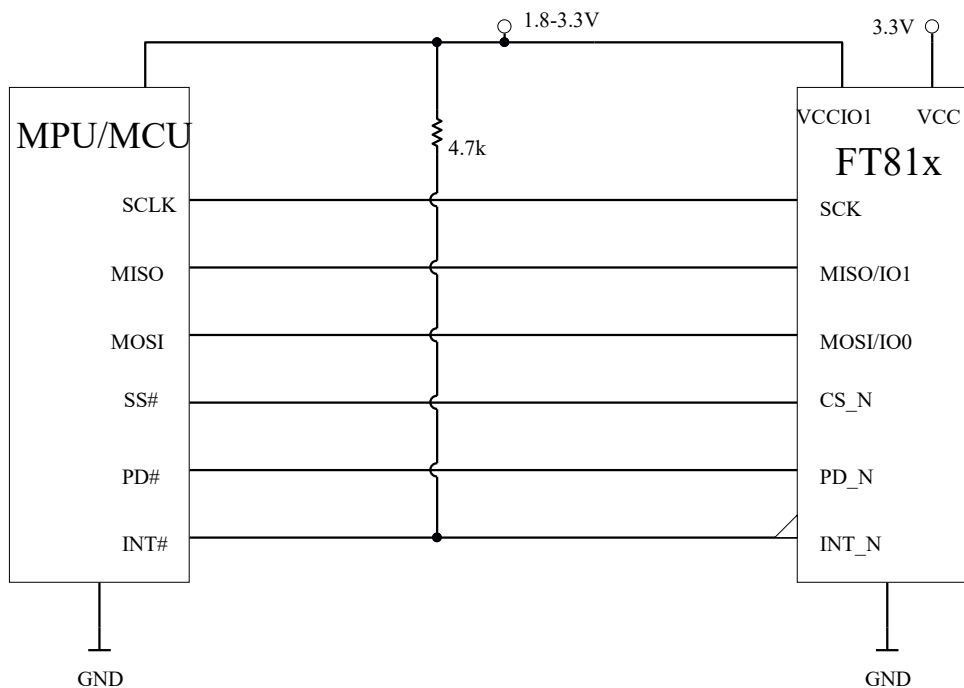 1.8-3.3V
3.3V
VCCIO1
VCC
MPU/MCU
4.7k
FT81x
SCLK
SCK
MISO
MISO/IO1
MOSI
MOSI/IO0
SS#
CS_N
PD#
PD_N
INT#
INT_N
GND
GND